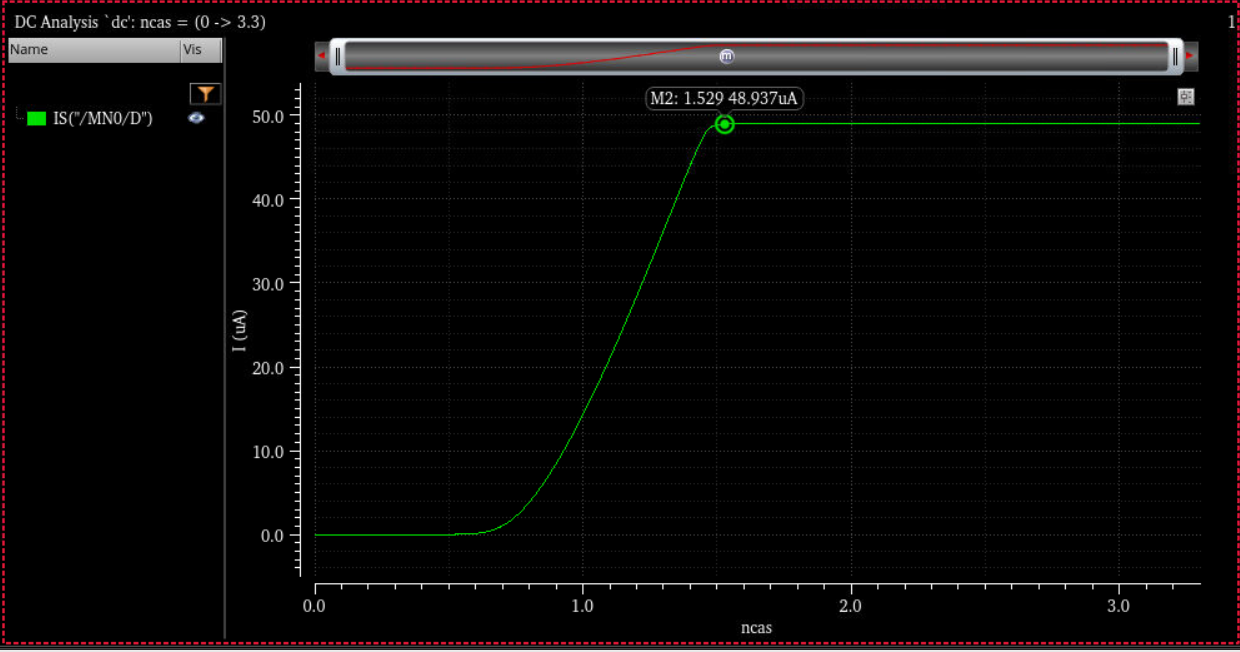 DC Analysis `dc': ncas = (0 -> 3.3)
1
Name Vis
IS("/MN0/D")
m
M2: 1.529 48.937uA
50.0
40.0
30.0
20.0
10.0
0.0
I (uA)
0.0 1.0 2.0 3.0
ncas